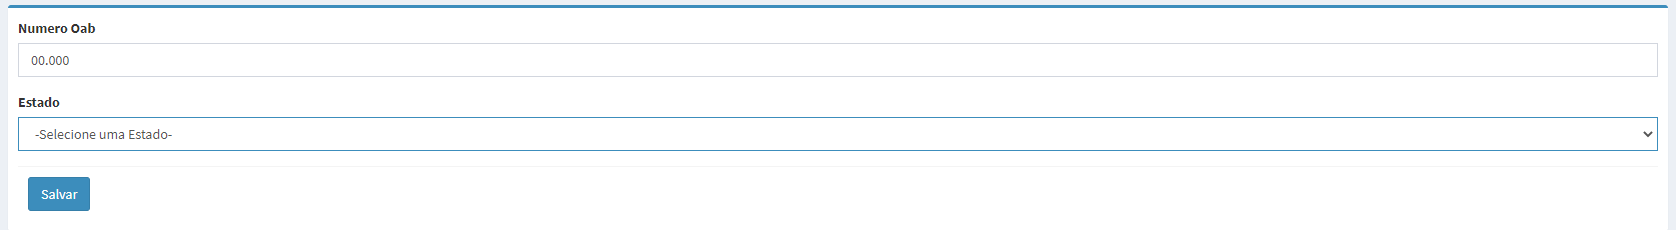 Numero Oab
00.000
Estado
-Selecione uma Estado-
Salvar